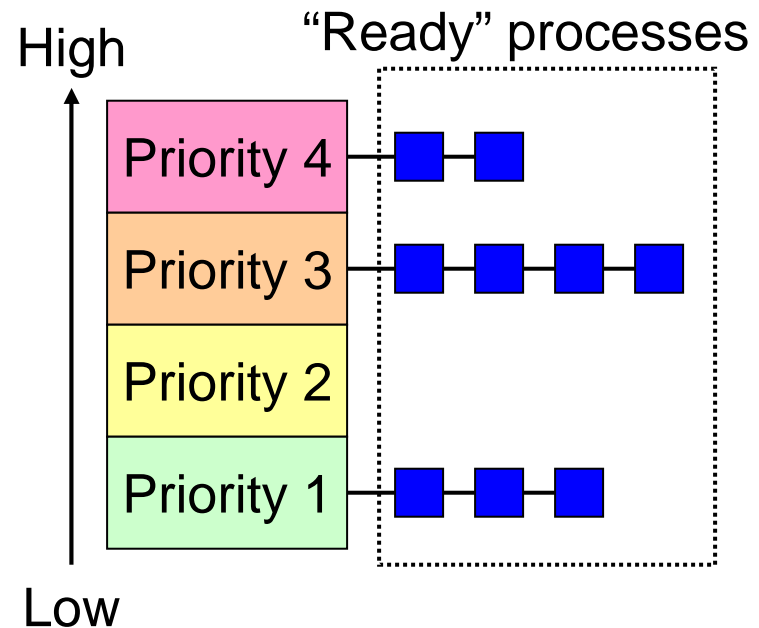 “Ready” processes
High
Priority 4
Priority 3
Priority 2
Priority 1
Low